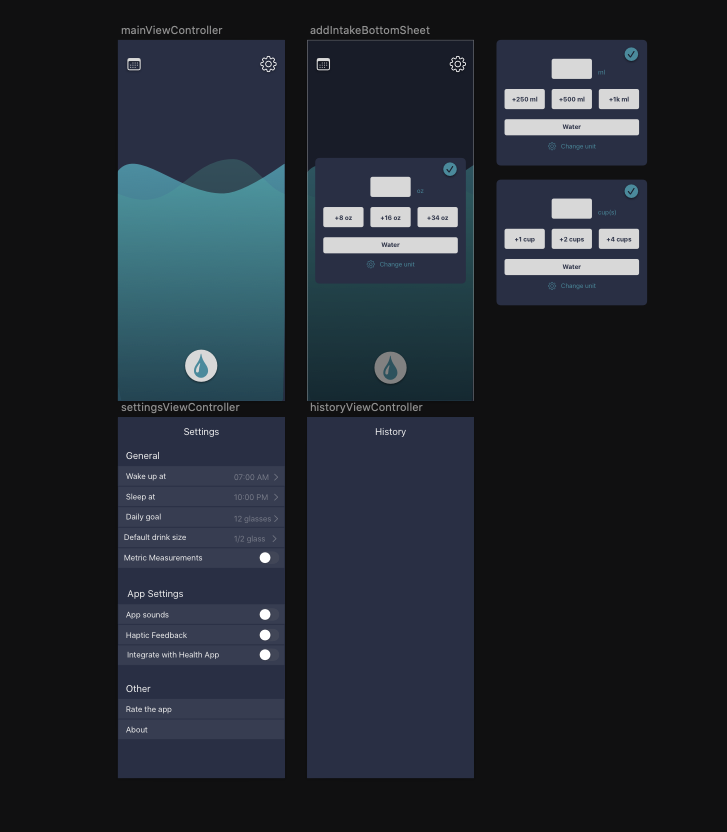 mainViewController
addIntakeBottomSheet
oz
+8 oz
+16 oz
+34 oz
Water
Change unit
ml
+250 ml
+500 ml
+1k ml
Water
Change unit
cup(s)
+1 cup
+2 cups
+4 cups
Water
Change unit
settingsViewController
Settings
General
Wake up at 07:00 AM
Sleep at 10:00 PM
Daily goal 12 glasses
Default drink size 1/2 glass
Metric Measurements
App Settings
App sounds
Haptic Feedback
Integrate with Health App
Other
Rate the app
About
historyViewController
History